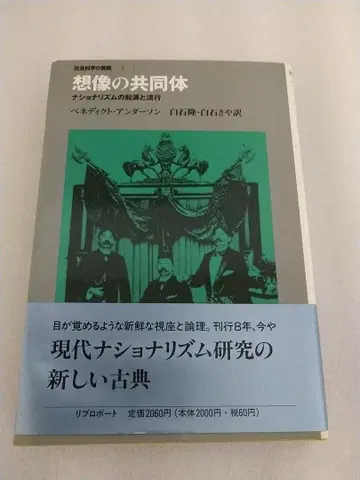 社会科学の冒険
想像の共同体
ナショナリズムの起源と流行
ベネディクト・アンダーソン 白石隆・白石さや訳
目が覚めるような新鮮な視座と論理。刊行8年、今や
現代ナショナリズム研究の
新しい古典
リブロポート 定価2060円(本体2000円・税60円)